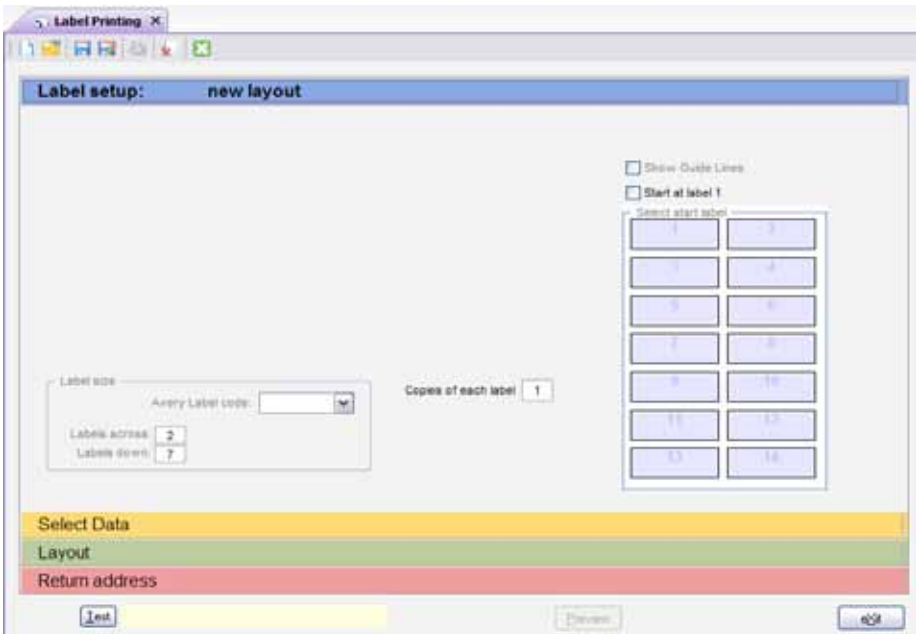 Label Printing
Label setup: new layout
Show Guide Lines
Start at label 1
Select start label
1 2
3 4
5 6
7 8
9 10
11 12
13 14
Label size
Avery Label code:
Labels across: 2
Labels down: 7
Copies of each label 1
Select Data
Layout
Return address
Test
Preview
eXit